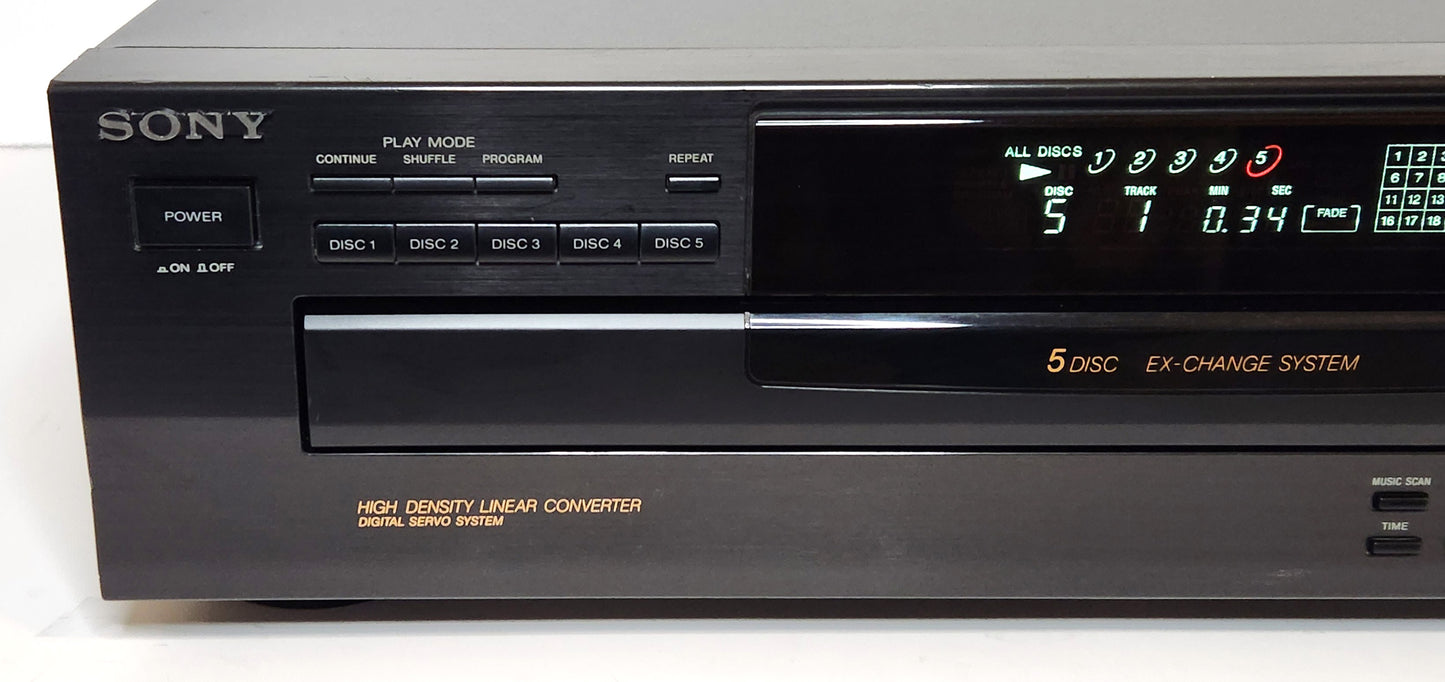 SONY
PLAY MODE
CONTINUE SHUFFLE PROGRAM REPEAT
POWER
ON OFF
DISC 1 DISC 2 DISC 3 DISC 4 DISC 5
ALL DISCS 1 2 3 4 5
DISC TRACK MIN SEC
5 1 0.34 FADE
1 2 3
6 7 8
11 12 13
16 17 18
5 DISC EX-CHANGE SYSTEM
HIGH DENSITY LINEAR CONVERTER
DIGITAL SERVO SYSTEM
MUSIC SCAN
TIME